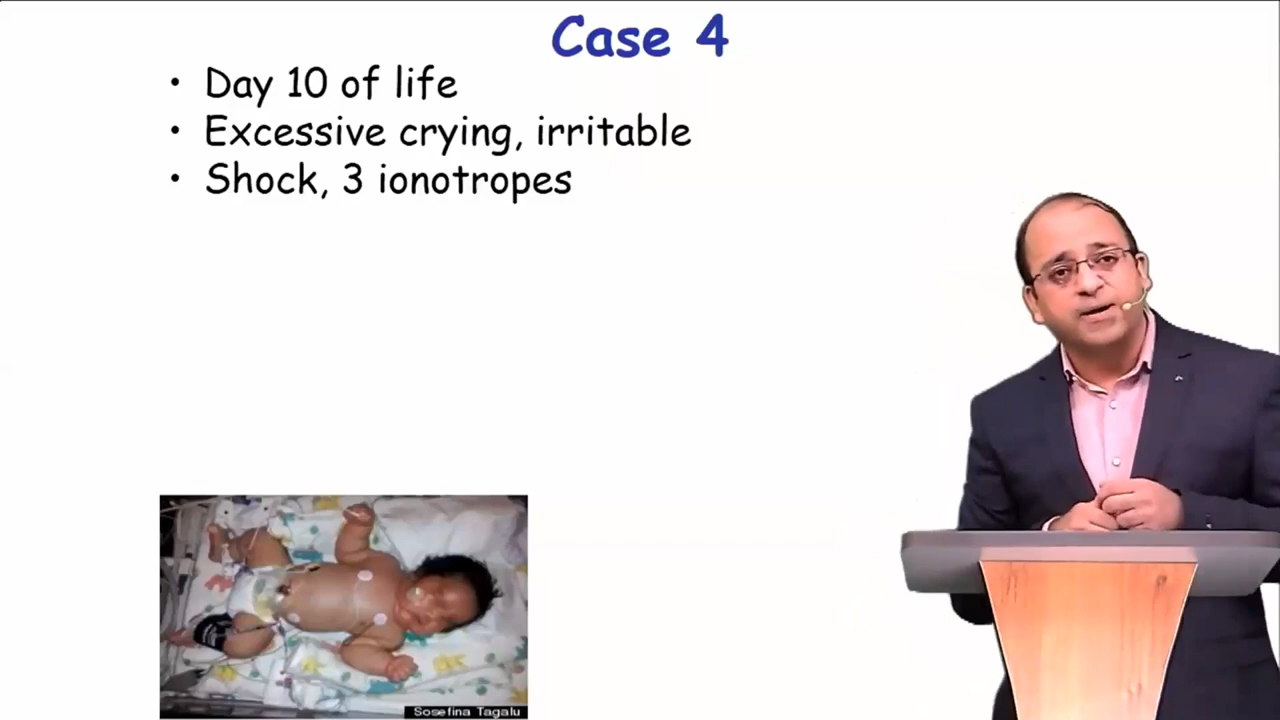 Case 4
• Day 10 of life
• Excessive crying, irritable
• Shock, 3 ionotropes
Sosefina Tagalu